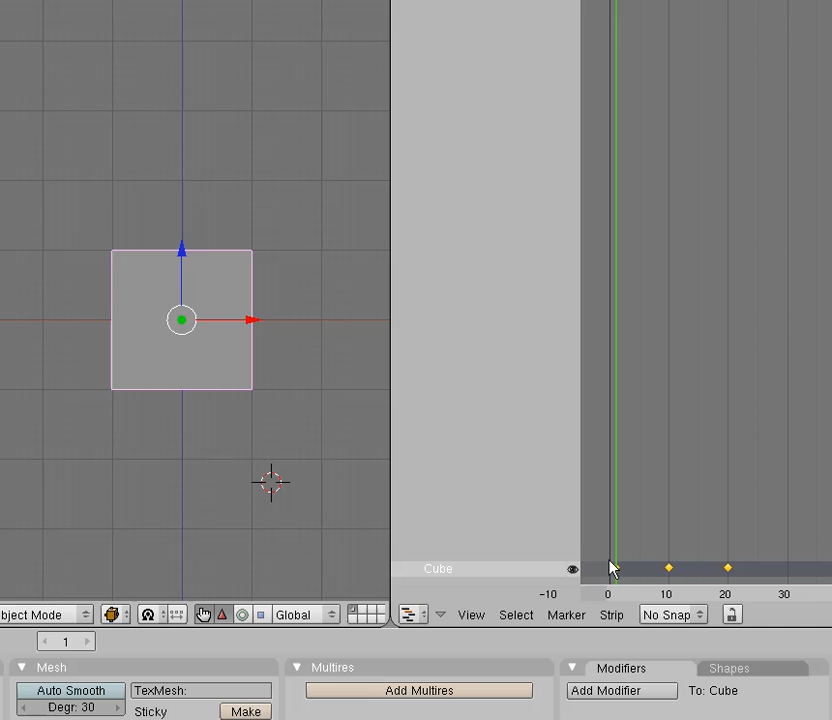 Cube
-10 0 10 20 30
bject Mode Global View Select Marker Strip No Snap
1
Mesh Multires Modifiers Shapes
Auto Smooth TexMesh: Add Multres Add Modifier To: Cube
Degr: 30 Sticky Make